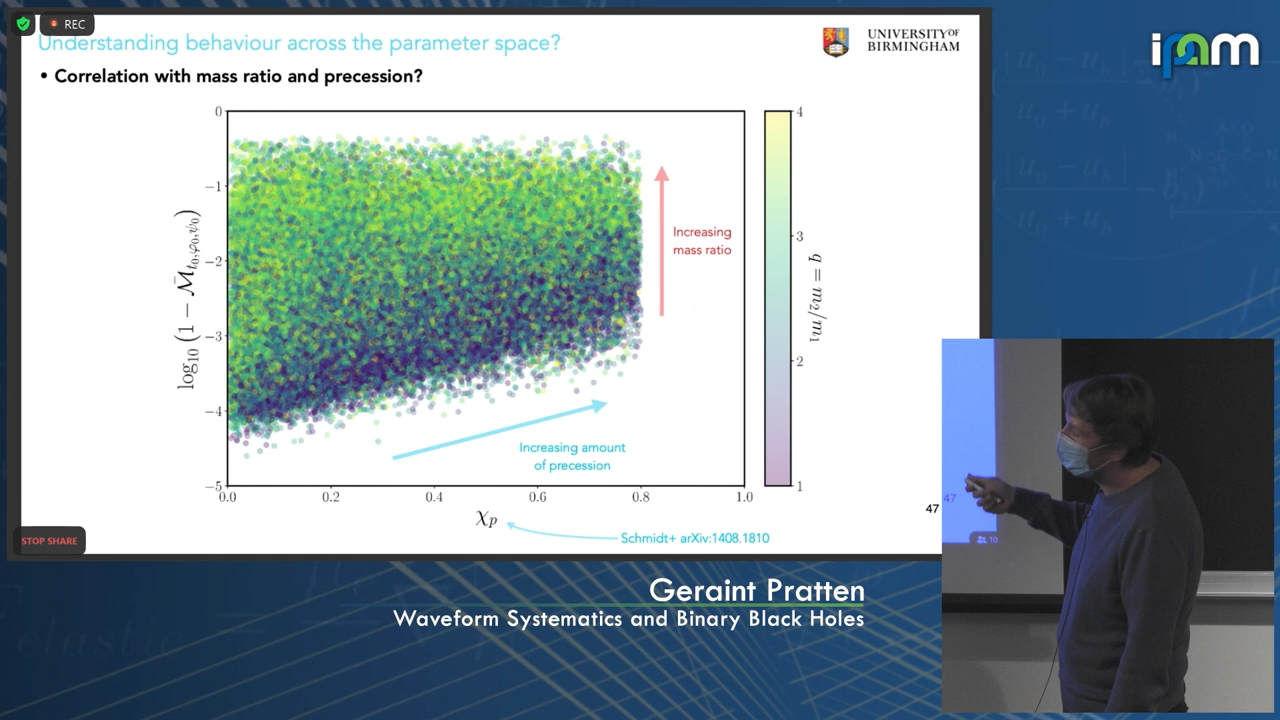 REC
Understanding behaviour across the parameter space?
• Correlation with mass ratio and precession?
UNIVERSITY OF
BIRMINGHAM
ipam
0
−1
−2
−3
−4
−5
log₁₀ (1 − M̄ t₀,φ₀,ψ₀)
0.0 0.2 0.4 0.6 0.8 1.0
χp
Increasing
mass ratio
Increasing amount
of precession
4
3
2
1
q = m₂/m₁
Schmidt+ arXiv:1408.1810
47
47
10
STOP SHARE
Geraint Pratten
Waveform Systematics and Binary Black Holes